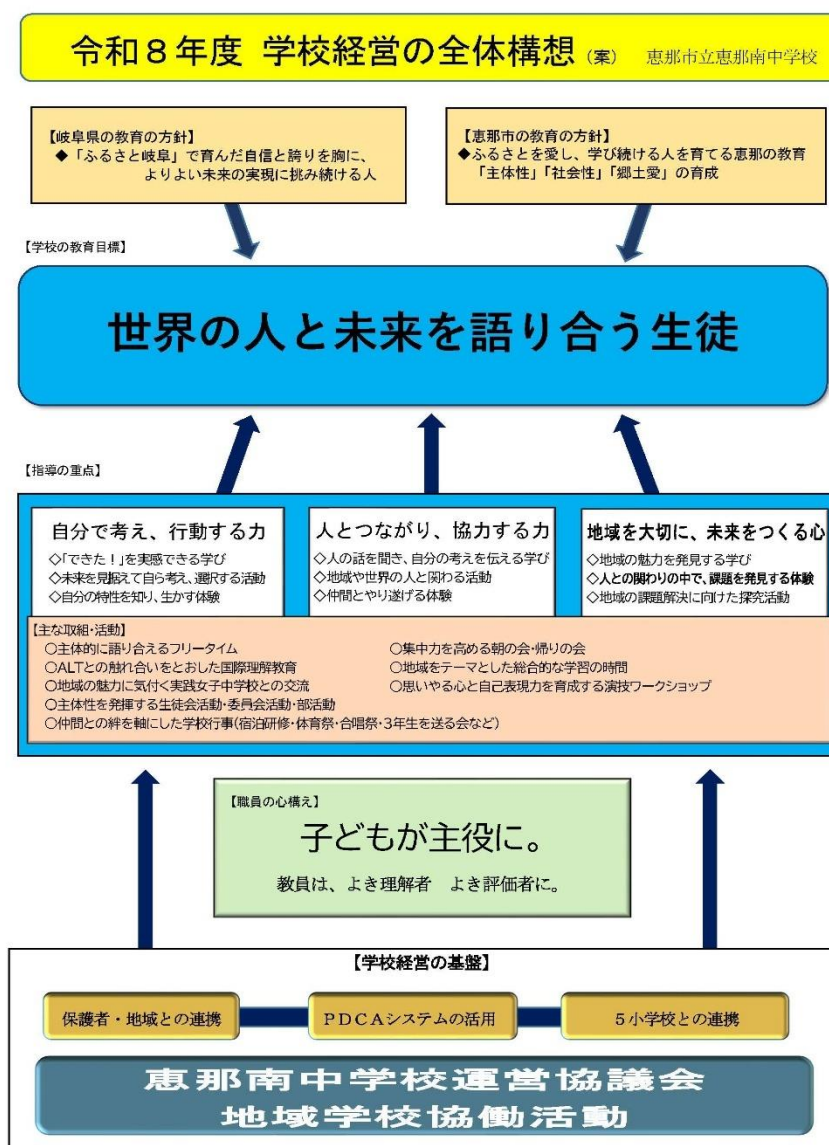 令和8年度 学校経営の全体構想(案) 恵那市立恵那南中学校
【岐阜県の教育の方針】
◆「ふるさと岐阜」で育んだ自信と誇りを胸に、
よりよい未来の実現に挑み続ける人
【恵那市の教育の方針】
◆ふるさとを愛し、学び続ける人を育てる恵那の教育
「主体性」「社会性」「郷土愛」の育成
【学校の教育目標】
世界の人と未来を語り合う生徒
【指導の重点】
自分で考え、行動する力
◇「できた!」を実感できる学び
◇未来を見据えて自ら考え、選択する活動
◇自分の特性を知り、生かす体験
人とつながり、協力する力
◇人の話を聞き、自分の考えを伝える学び
◇地域や世界の人と関わる活動
◇仲間とやり遂げる体験
地域を大切に、未来をつくる心
◇地域の魅力を発見する学び
◇人との関わりの中で、課題を発見する体験
◇地域の課題解決に向けた探究活動
【主な取組・活動】
○主体的に語り合えるフリータイム
○ALTとの触れ合いをとおした国際理解教育
○地域の魅力に気付く実践女子中学校との交流
○主体性を発揮する生徒会活動・委員会活動・部活動
○仲間との絆を軸にした学校行事(宿泊研修・体育祭・合唱祭・3年生を送る会など)
○集中力を高める朝の会・帰りの会
○地域をテーマとした総合的な学習の時間
○思いやる心と自己表現力を育成する演技ワークショップ
【職員の心構え】
子どもが主役に。
教員は、よき理解者 よき評価者に。
【学校経営の基盤】
保護者・地域との連携
PDCAシステムの活用
5小学校との連携
恵那南中学校運営協議会
地域学校協働活動